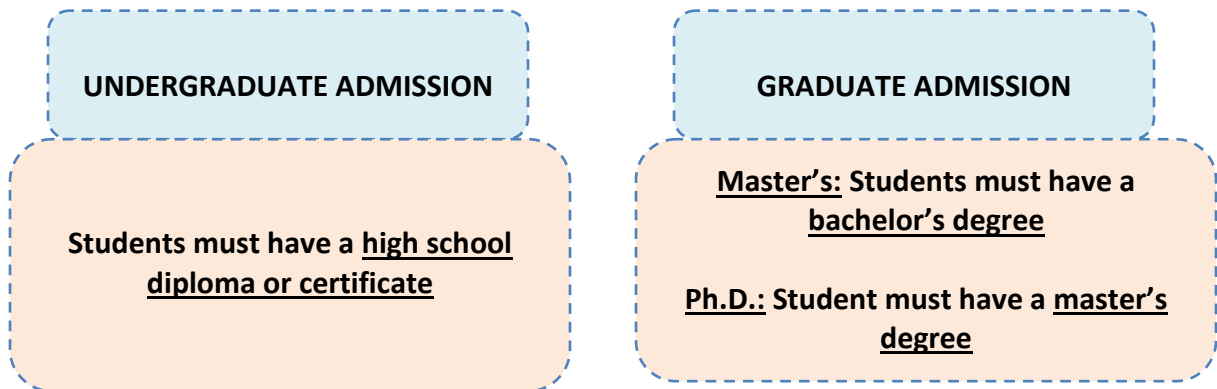 UNDERGRADUATE ADMISSION
Students must have a high school
diploma or certificate
GRADUATE ADMISSION
Master’s: Students must have a
bachelor’s degree
Ph.D.: Student must have a master’s
degree